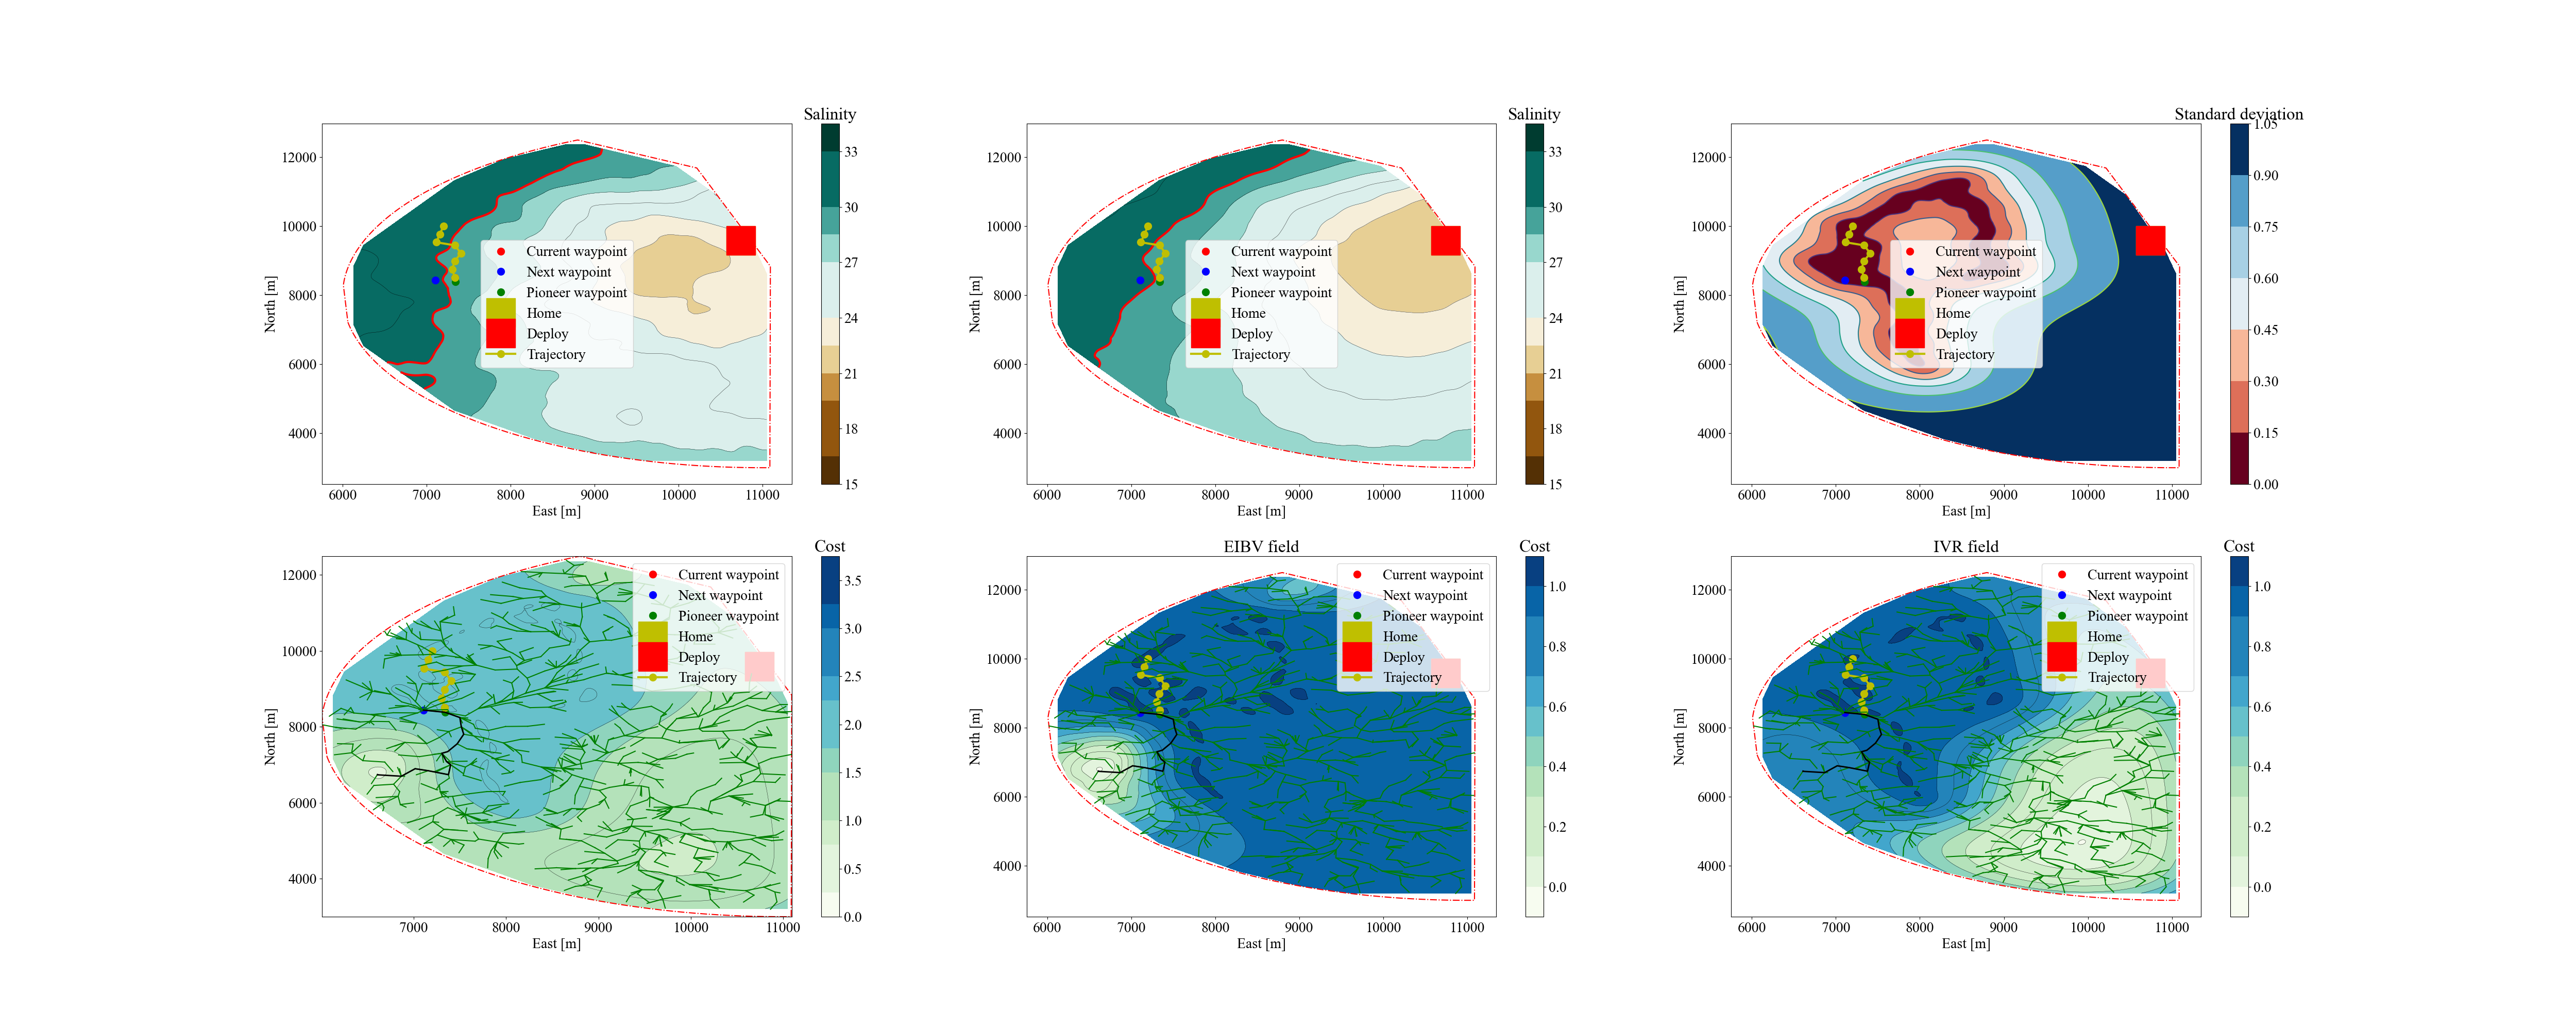 Salinity
12000
10000
8000
6000
4000
North [m]
6000 7000 8000 9000 10000 11000
East [m]
33
30
27
24
21
18
15
Current waypoint
Next waypoint
Pioneer waypoint
Home
Deploy
Trajectory
Salinity
12000
10000
8000
6000
4000
North [m]
6000 7000 8000 9000 10000 11000
East [m]
33
30
27
24
21
18
15
Current waypoint
Next waypoint
Pioneer waypoint
Home
Deploy
Trajectory
Standard deviation
12000
10000
8000
6000
4000
North [m]
6000 7000 8000 9000 10000 11000
East [m]
1.05
0.90
0.75
0.60
0.45
0.30
0.15
0.00
Current waypoint
Next waypoint
Pioneer waypoint
Home
Deploy
Trajectory
Cost
12000
10000
8000
6000
4000
North [m]
7000 8000 9000 10000 11000
East [m]
3.5
3.0
2.5
2.0
1.5
1.0
0.5
0.0
Current waypoint
Next waypoint
Pioneer waypoint
Home
Deploy
Trajectory
EIBV field
Cost
12000
10000
8000
6000
4000
North [m]
6000 7000 8000 9000 10000 11000
East [m]
1.0
0.8
0.6
0.4
0.2
0.0
Current waypoint
Next waypoint
Pioneer waypoint
Home
Deploy
Trajectory
IVR field
Cost
12000
10000
8000
6000
4000
North [m]
6000 7000 8000 9000 10000 11000
East [m]
1.0
0.8
0.6
0.4
0.2
0.0
Current waypoint
Next waypoint
Pioneer waypoint
Home
Deploy
Trajectory